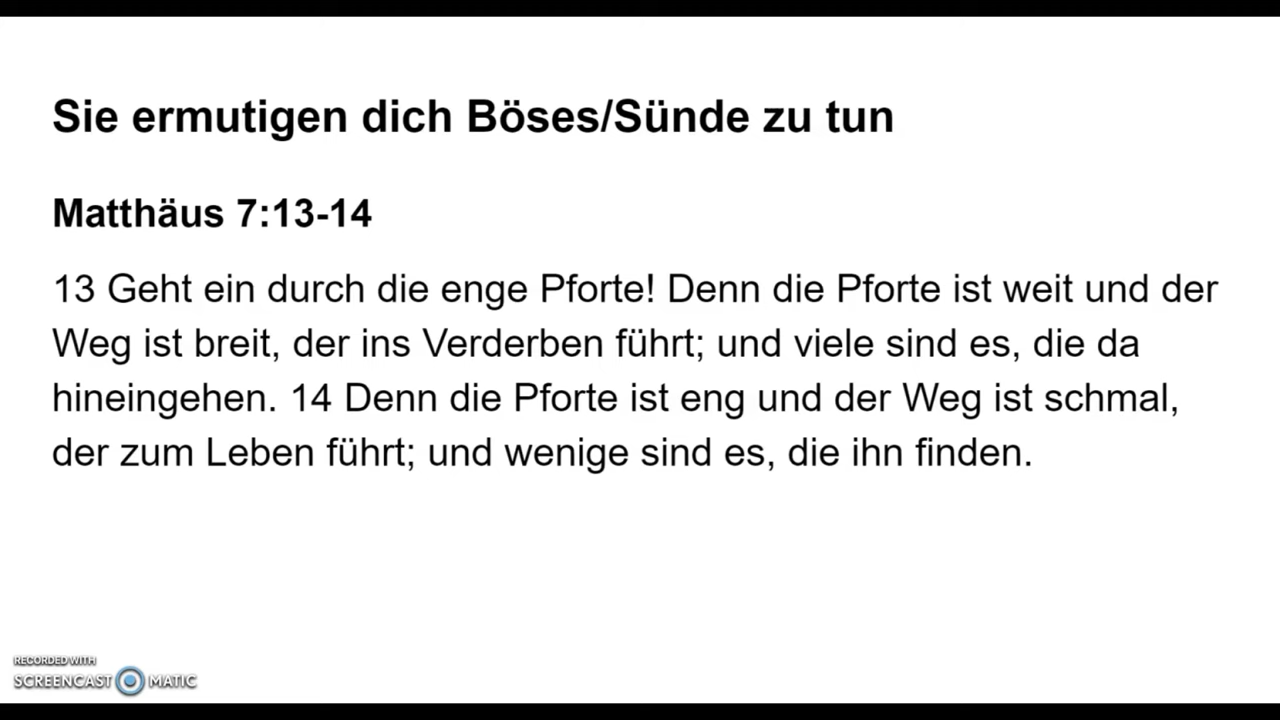 Sie ermutigen dich Böses/Sünde zu tun
Matthäus 7:13-14
13 Geht ein durch die enge Pforte! Denn die Pforte ist weit und der
Weg ist breit, der ins Verderben führt; und viele sind es, die da
hineingehen. 14 Denn die Pforte ist eng und der Weg ist schmal,
der zum Leben führt; und wenige sind es, die ihn finden.
RECORDED WITH
SCREENCAST MATIC